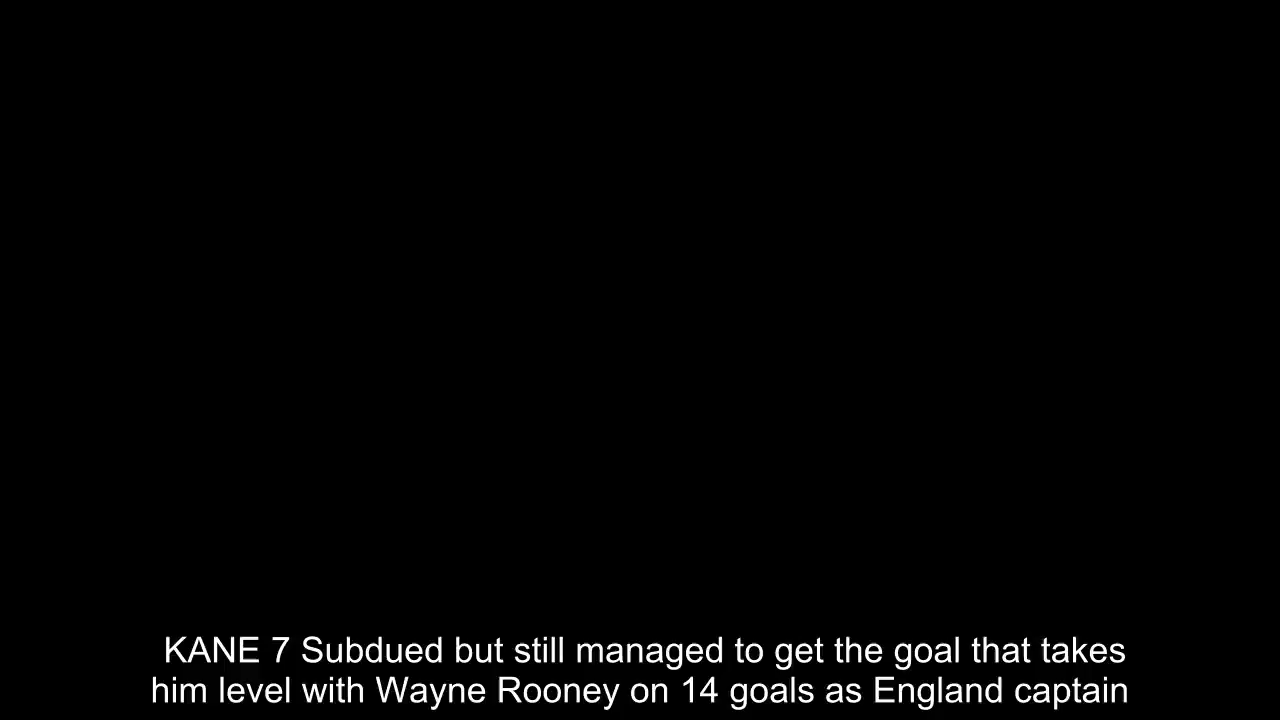 KANE 7 Subdued but still managed to get the goal that takes
him level with Wayne Rooney on 14 goals as England captain